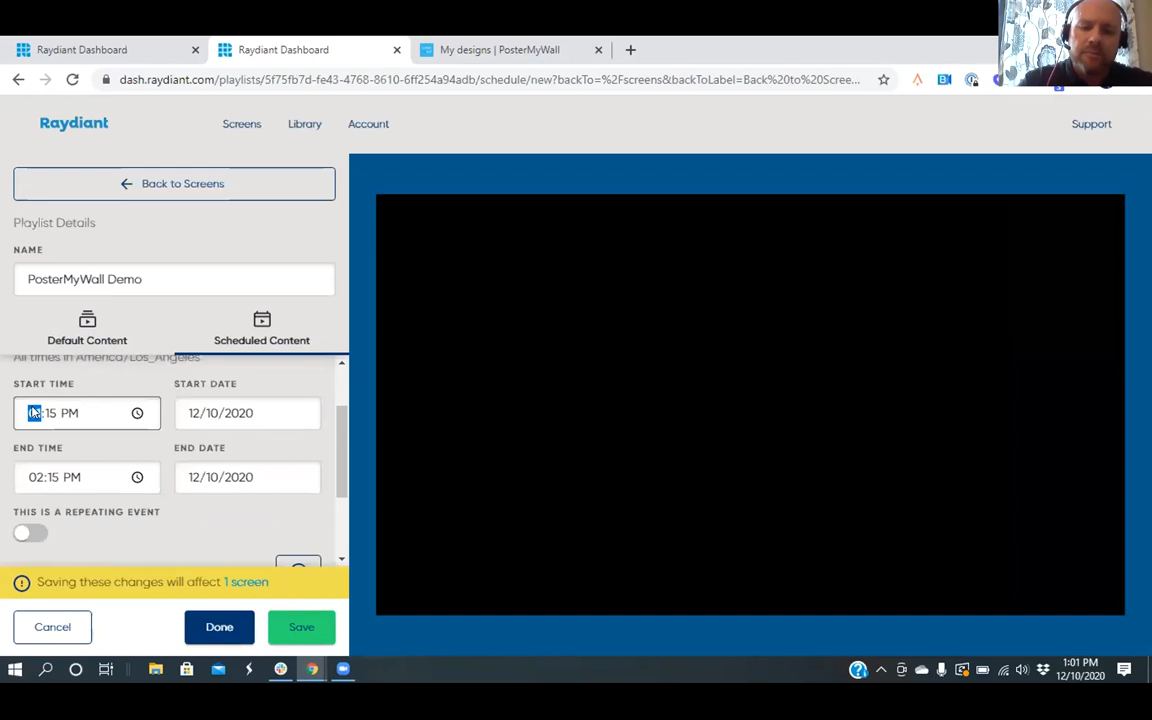 Raydiant Dashboard
Raydiant Dashboard
My designs | PosterMyWall
dash.raydiant.com/playlists/5f75fb7d-fe43-4768-8610-6ff254a94adb/schedule/new?backTo=%2Fscreens&backToLabel=Back%20to%20Scree...
Raydiant
Screens
Library
Account
Support
Back to Screens
Playlist Details
NAME
PosterMyWall Demo
Default Content
Scheduled Content
All times in America/Los_Angeles
START TIME
START DATE
:15 PM
12/10/2020
END TIME
END DATE
02:15 PM
12/10/2020
THIS IS A REPEATING EVENT
Saving these changes will affect 1 screen
Cancel
Done
Save
1:01 PM
12/10/2020